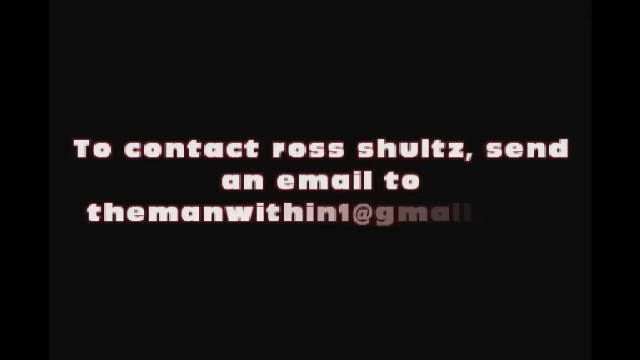 To contact ross shultz, send
an email to
themanwithin1@gmail